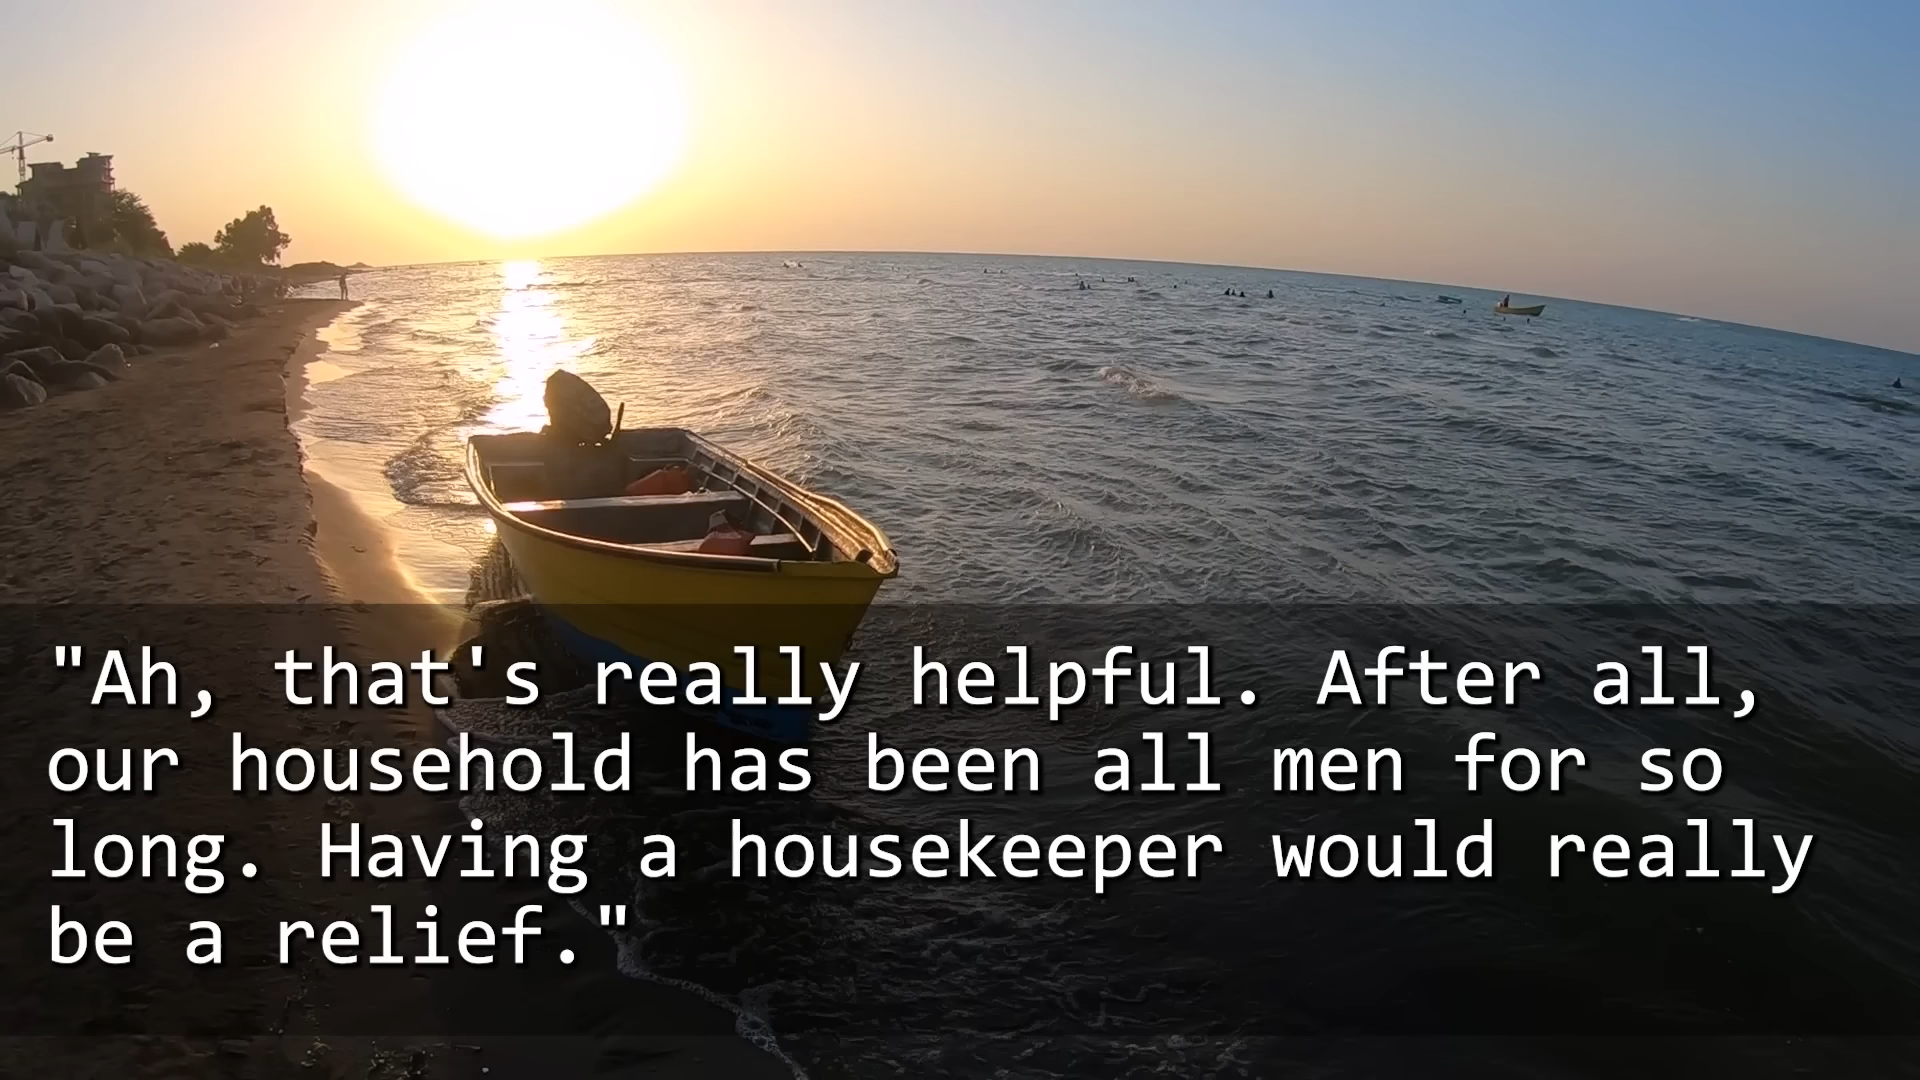 "Ah, that's really helpful. After all,
our household has been all men for so
long. Having a housekeeper would really
be a relief."